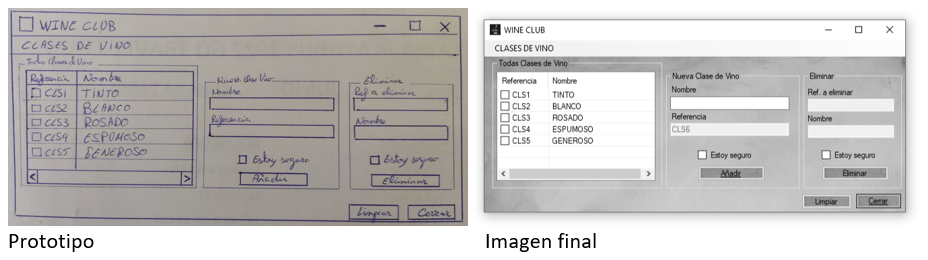 WINE CLUB
CLASES DE VINO
Todas Clases de Vino
Referencia Nombre
CLS1 TINTO
CLS2 BLANCO
CLS3 ROSADO
CLS4 ESPUMOSO
CLS5 GENEROSO
Nueva Clase Vino
Nombre
Referencia
Estoy seguro
Añadir
Eliminar
Ref. a eliminar
Nombre
Estoy seguro
Eliminar
Limpiar Cerrar
Prototipo
WINE CLUB
CLASES DE VINO
Todas Clases de Vino
Referencia Nombre
CLS1 TINTO
CLS2 BLANCO
CLS3 ROSADO
CLS4 ESPUMOSO
CLS5 GENEROSO
Nueva Clase de Vino
Nombre
Referencia
CLS6
Estoy seguro
Añadir
Eliminar
Ref. a eliminar
Nombre
Estoy seguro
Eliminar
Limpiar Cerrar
Imagen final